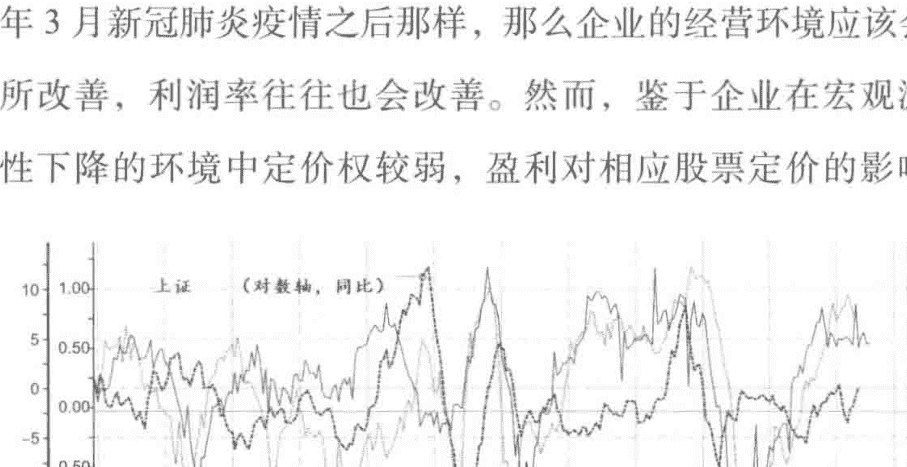 年 3 月新冠肺炎疫情之后那样，那么企业的经营环境应该
所改善，利润率往往也会改善。然而，鉴于企业在宏观
性下降的环境中定价权较弱，盈利对相应股票定价的影
上证 （对数轴，同比）
10 1.00
5 0.50
0 0.00
-5
0.50